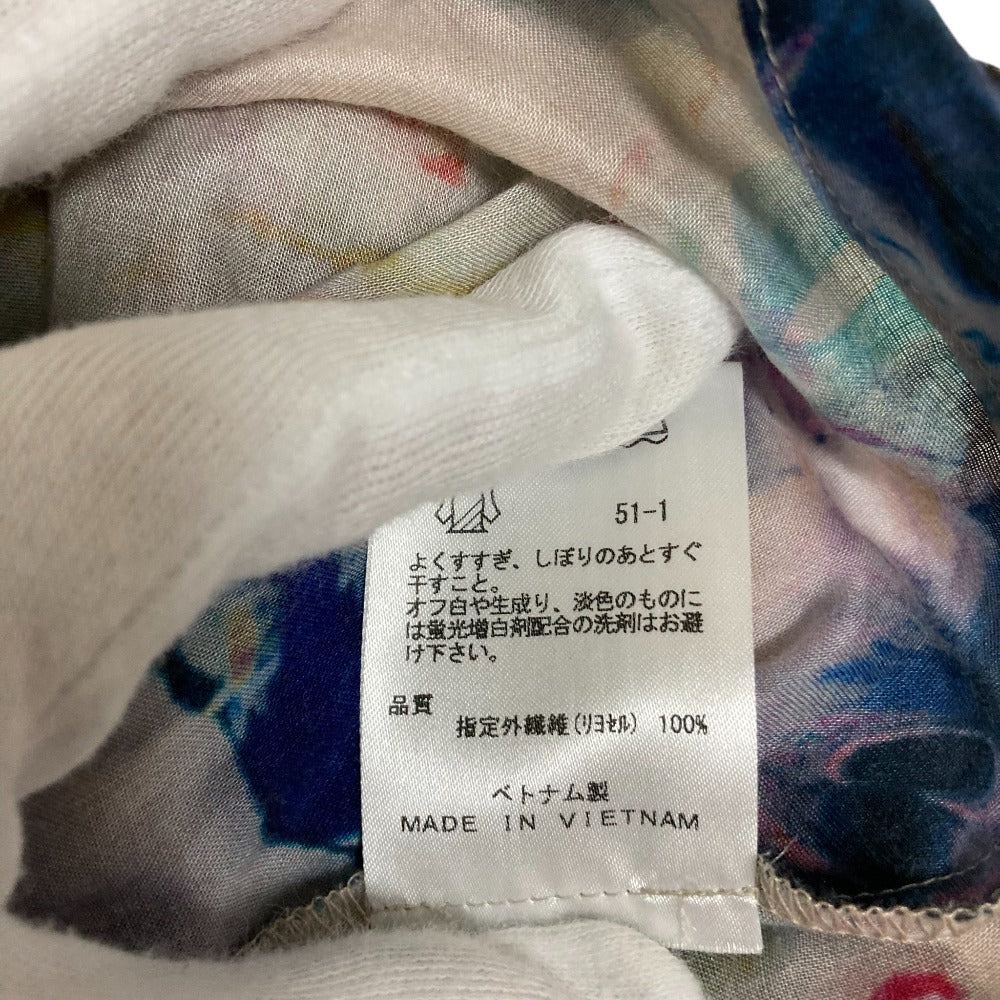 51-1
よくすすぎ、しぼりのあとすぐ
干すこと。
オフ白や生成り、淡色のものに
は蛍光増白剤配合の洗剤はお避
け下さい。
品質
指定外繊維(リヨセル) 100%
ベトナム製
MADE IN VIETNAM